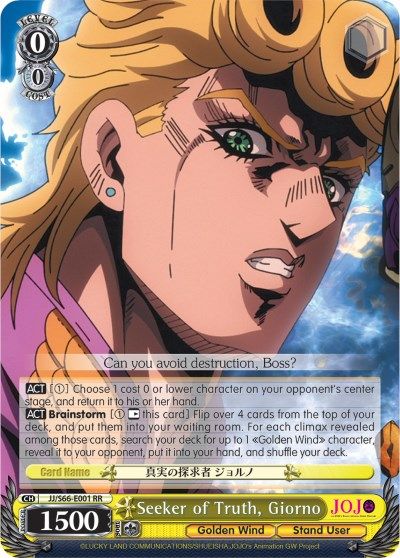 LEVEL
0
0
COST
Can you avoid destruction, Boss?
ACT [①] Choose 1 cost 0 or lower character on your opponent's center
stage, and return it to his or her hand.
ACT Brainstorm [① this card] Flip over 4 cards from the top of your
deck, and put them into your waiting room. For each climax revealed
among those cards, search your deck for up to 1 «Golden Wind» character,
reveal it to your opponent, put it into your hand, and shuffle your deck.
Card Name 真実の探求者 ジョルノ
CH JJ/S66-E001 RR
POWER 1500 SOUL Seeker of Truth, Giorno JOJO
Golden Wind Stand User
©LUCKY LAND COMMUNICATIONS/SHUEISHA,JOJO's Animation GW Project